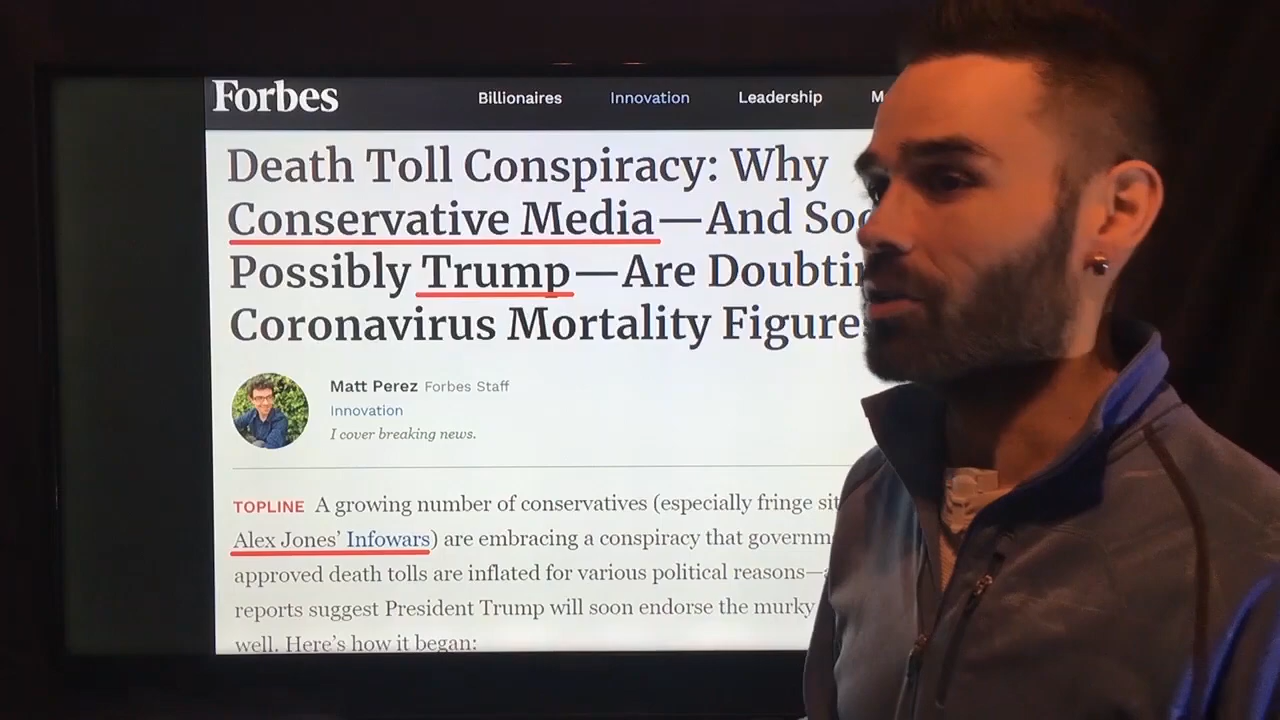 Forbes
Billionaires Innovation Leadership
Death Toll Conspiracy: Why
Conservative Media—And
Possibly Trump—Are
Coronavirus Mortality
Matt Perez Forbes Staff
Innovation
I cover breaking news.
TOPLINE A growing number of conservatives (especially fringe
Alex Jones' Infowars) are embracing a conspiracy that
approved death tolls are inflated for various political reasons—
reports suggest President Trump will soon endorse the murky
well. Here's how it began: